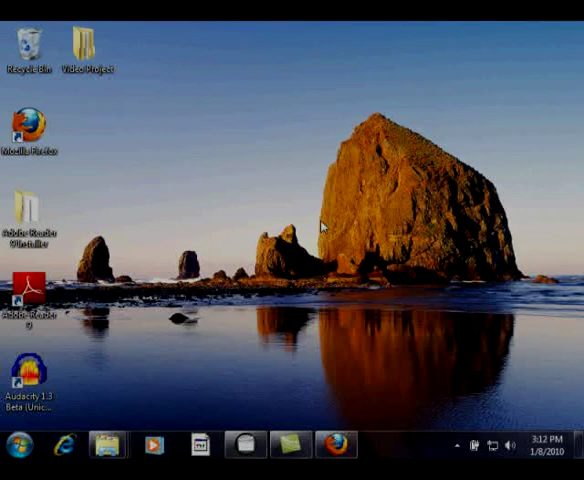 Recycle Bin
Video Project
Mozilla Firefox
Adobe Reader
9 Installer
Adobe Reader
9
Audacity 1.3
Beta (Unic...
3:12 PM
1/8/2010